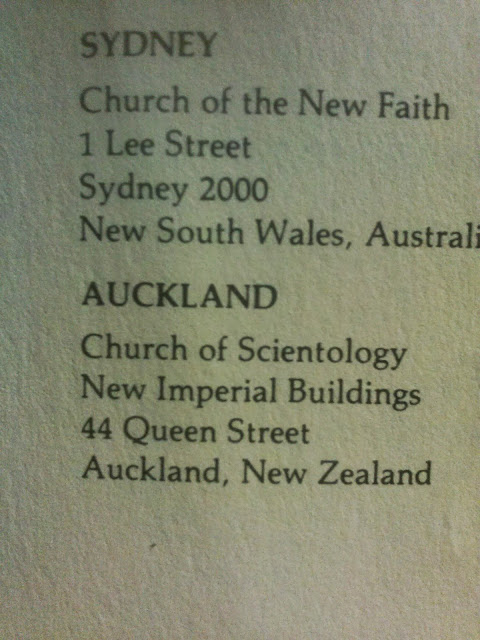 SYDNEY
Church of the New Faith
1 Lee Street
Sydney 2000
New South Wales, Australi
AUCKLAND
Church of Scientology
New Imperial Buildings
44 Queen Street
Auckland, New Zealand